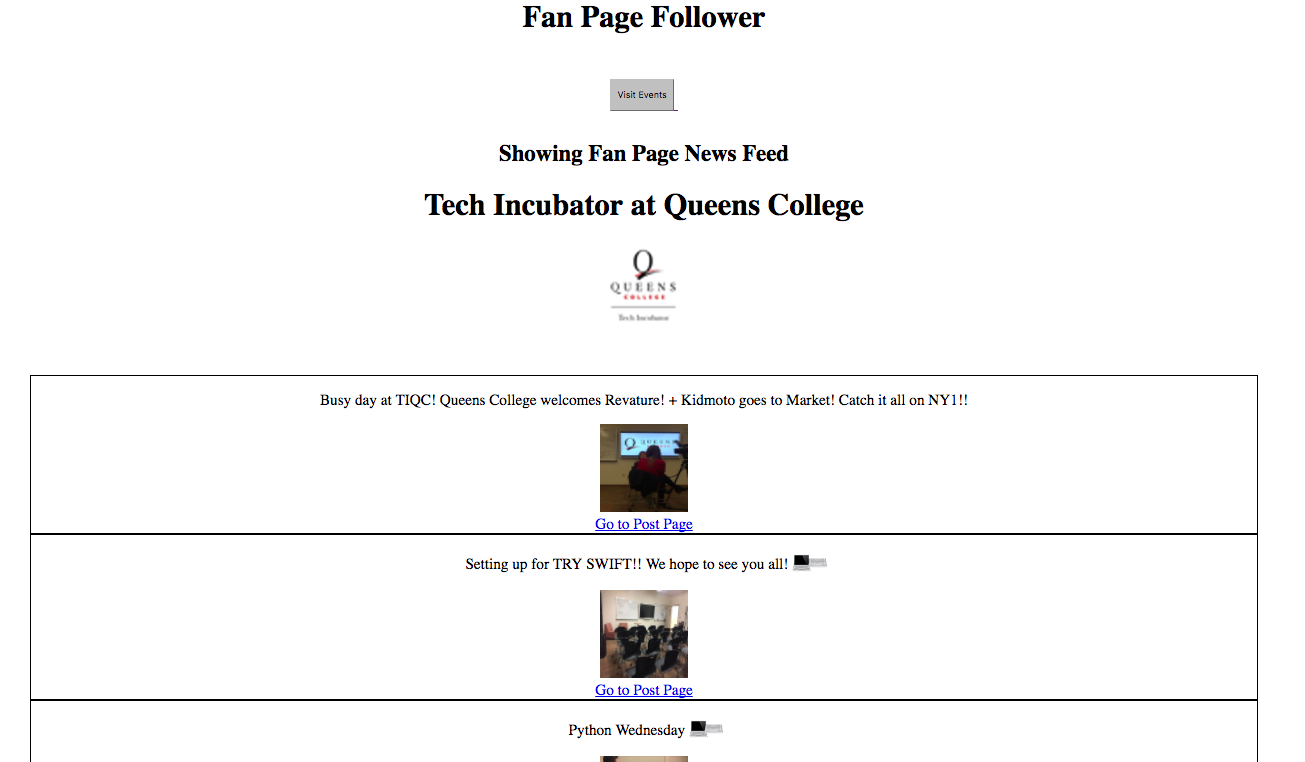 Fan Page Follower
Visit Events
Showing Fan Page News Feed
Tech Incubator at Queens College
Q
QUEENS
COLLEGE
Tech Incubator
Busy day at TIQC! Queens College welcomes Revature! + Kidmoto goes to Market! Catch it all on NY1!!
QUEENS
Go to Post Page
Setting up for TRY SWIFT!! We hope to see you all!
Go to Post Page
Python Wednesday